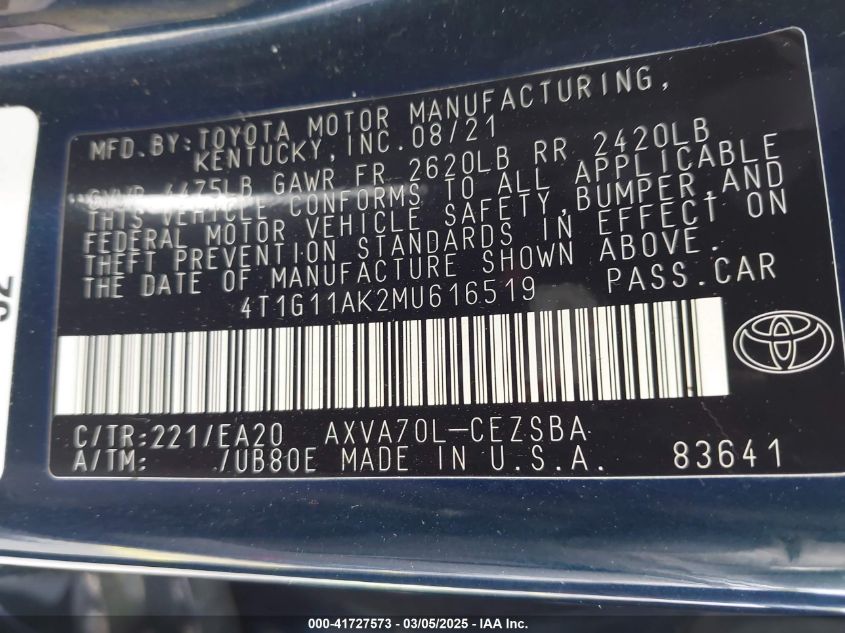 MFD.BY:TOYOTA MOTOR MANUFACTURING,
KENTUCKY,INC.08/21
GVWR 4475LB GAWR FR 2620LB RR 2420LB
THIS VEHICLE CONFORMS TO ALL APPLICABLE
FEDERAL MOTOR VEHICLE SAFETY,BUMPER,AND
THEFT PREVENTION STANDARDS IN EFFECT ON
THE DATE OF MANUFACTURE SHOWN ABOVE.
4T1G11AK2MU616519 PASS.CAR
C/TR:221/EA20 AXVA70L-CEZSBA
A/TM: /UB80E MADE IN U.S.A. 83641
000-41727573 - 03/05/2025 - IAA Inc.